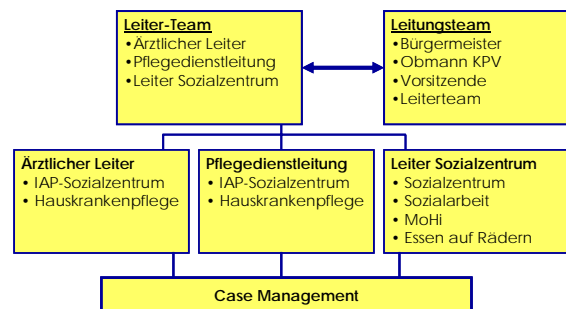 Leiter-Team
•Ärztlicher Leiter
•Pflegedienstleitung
•Leiter Sozialzentrum
Leitungsteam
•Bürgermeister
•Obmann KPV
•Vorsitzende
•Leiterteam
Ärztlicher Leiter
• IAP-Sozialzentrum
• Hauskrankenpflege
Pflegedienstleitung
• IAP-Sozialzentrum
• Hauskrankenpflege
Leiter Sozialzentrum
• Sozialzentrum
• Sozialarbeit
• MoHi
• Essen auf Rädern
Case Management